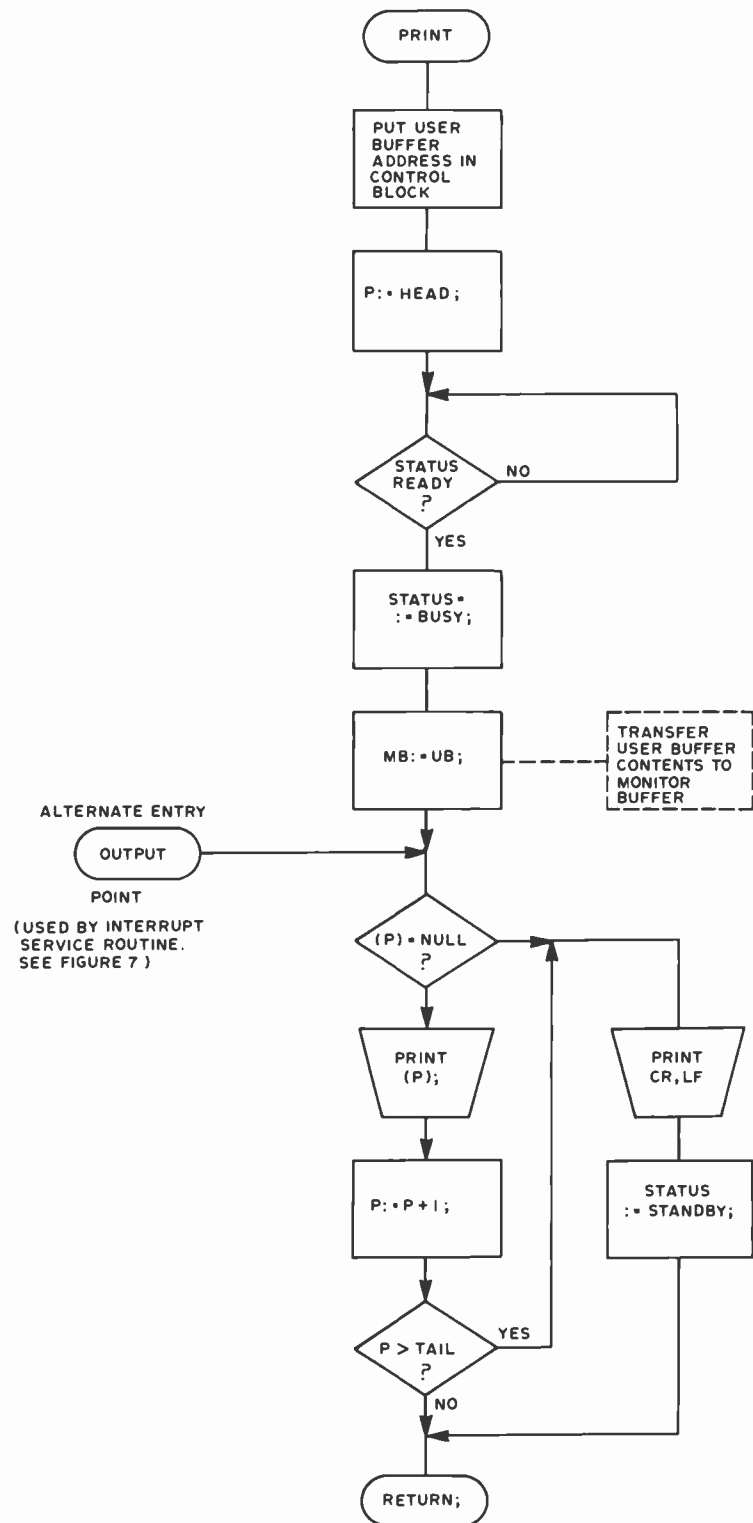 PRINT
PUT USER
BUFFER
ADDRESS IN
CONTROL
BLOCK
P:=HEAD;
STATUS
READY
?
NO
YES
STATUS=
:=BUSY;
MB:=UB;
TRANSFER
USER BUFFER
CONTENTS TO
MONITOR
BUFFER
ALTERNATE ENTRY
OUTPUT
POINT
(USED BY INTERRUPT
SERVICE ROUTINE.
SEE FIGURE 7)
(P)=NULL
?
PRINT
(P);
PRINT
CR,LF
P:=P+1;
STATUS
:=STANDBY;
P > TAIL
?
YES
NO
RETURN;